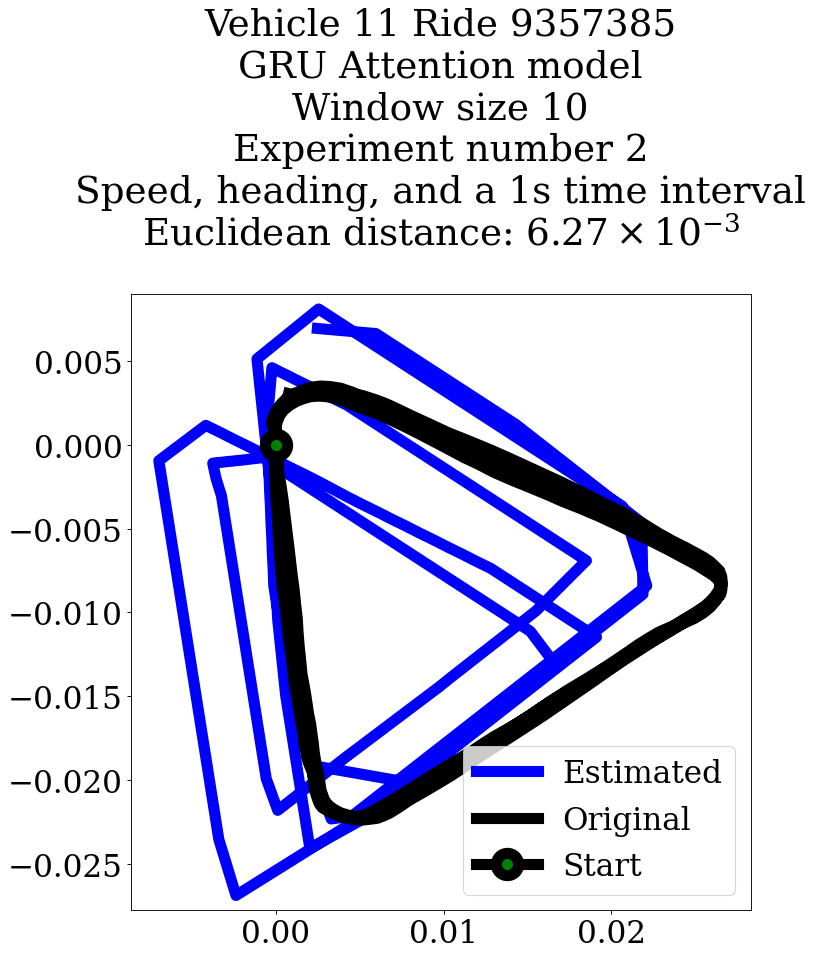 Vehicle 11 Ride 9357385
GRU Attention model
Window size 10
Experiment number 2
Speed, heading, and a 1s time interval
Euclidean distance: 6.27 × 10⁻³
0.005
0.000
−0.005
−0.010
−0.015
−0.020
−0.025
Estimated
Original
Start
0.00 0.01 0.02